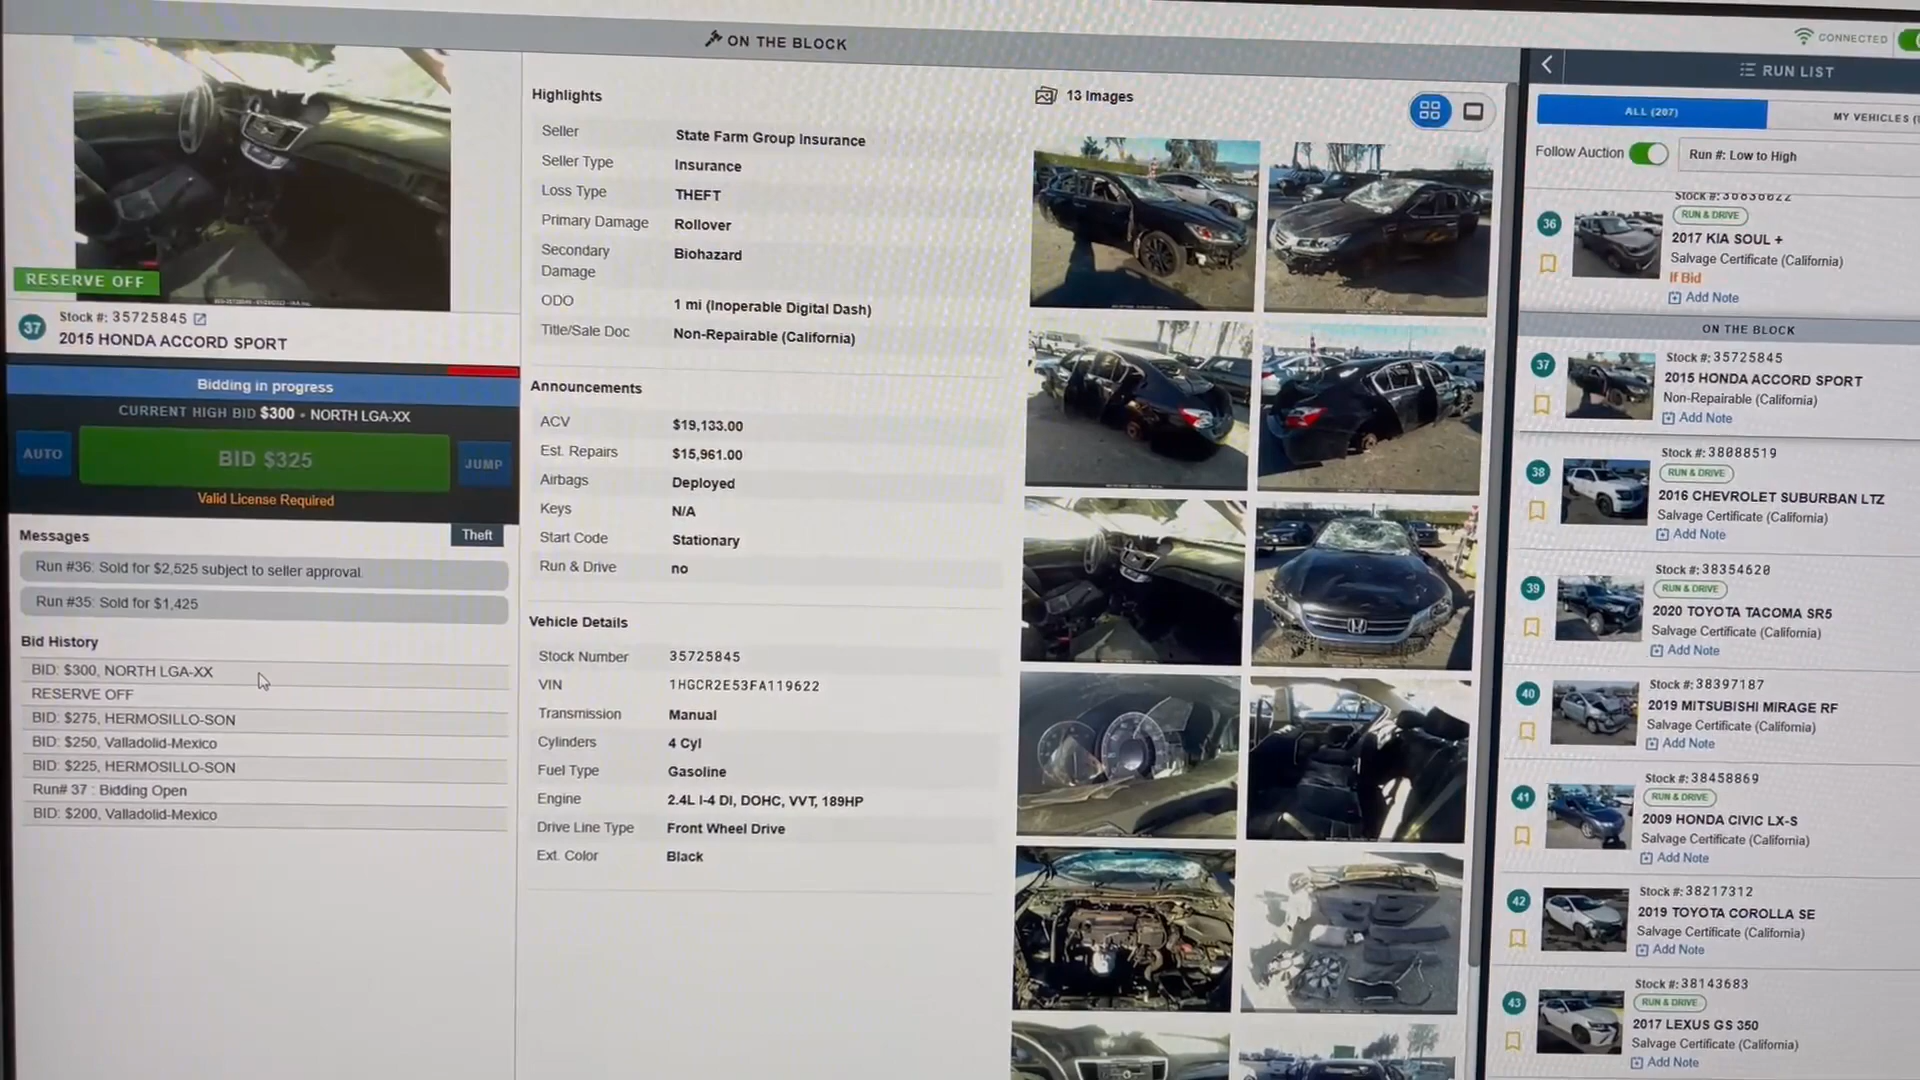 ON THE BLOCK
CONNECTED
RESERVE OFF
37
Stock #: 35725845
2015 HONDA ACCORD SPORT
Bidding in progress
CURRENT HIGH BID $300 • NORTH LGA-XX
AUTO
BID $325
JUMP
Valid License Required
Messages
Theft
Run #36: Sold for $2,525 subject to seller approval.
Run #35: Sold for $1,425
Bid History
BID: $300, NORTH LGA-XX
RESERVE OFF
BID: $275, HERMOSILLO-SON
BID: $250, Valladolid-Mexico
BID: $225, HERMOSILLO-SON
Run# 37 : Bidding Open
BID: $200, Valladolid-Mexico
Highlights
Seller State Farm Group Insurance
Seller Type Insurance
Loss Type THEFT
Primary Damage Rollover
Secondary Damage Biohazard
ODO 1 mi (Inoperable Digital Dash)
Title/Sale Doc Non-Repairable (California)
Announcements
ACV $19,133.00
Est. Repairs $15,961.00
Airbags Deployed
Keys N/A
Start Code Stationary
Run & Drive no
Vehicle Details
Stock Number 35725845
VIN 1HGCR2E53FA119622
Transmission Manual
Cylinders 4 Cyl
Fuel Type Gasoline
Engine 2.4L I-4 DI, DOHC, VVT, 189HP
Drive Line Type Front Wheel Drive
Ext. Color Black
13 Images
RUN LIST
ALL (207)
MY VEHICLES
Follow Auction
Run #: Low to High
36
Stock #: 38636622
RUN & DRIVE
2017 KIA SOUL +
Salvage Certificate (California)
If Bid
Add Note
ON THE BLOCK
37
Stock #: 35725845
2015 HONDA ACCORD SPORT
Non-Repairable (California)
Add Note
38
Stock #: 38088519
RUN & DRIVE
2016 CHEVROLET SUBURBAN LTZ
Salvage Certificate (California)
Add Note
39
Stock #: 38354620
RUN & DRIVE
2020 TOYOTA TACOMA SR5
Salvage Certificate (California)
Add Note
40
Stock #: 38397187
2019 MITSUBISHI MIRAGE RF
Salvage Certificate (California)
Add Note
41
Stock #: 38458869
RUN & DRIVE
2009 HONDA CIVIC LX-S
Salvage Certificate (California)
Add Note
42
Stock #: 38217312
2019 TOYOTA COROLLA SE
Salvage Certificate (California)
Add Note
43
Stock #: 38143683
RUN & DRIVE
2017 LEXUS GS 350
Salvage Certificate (California)
Add Note